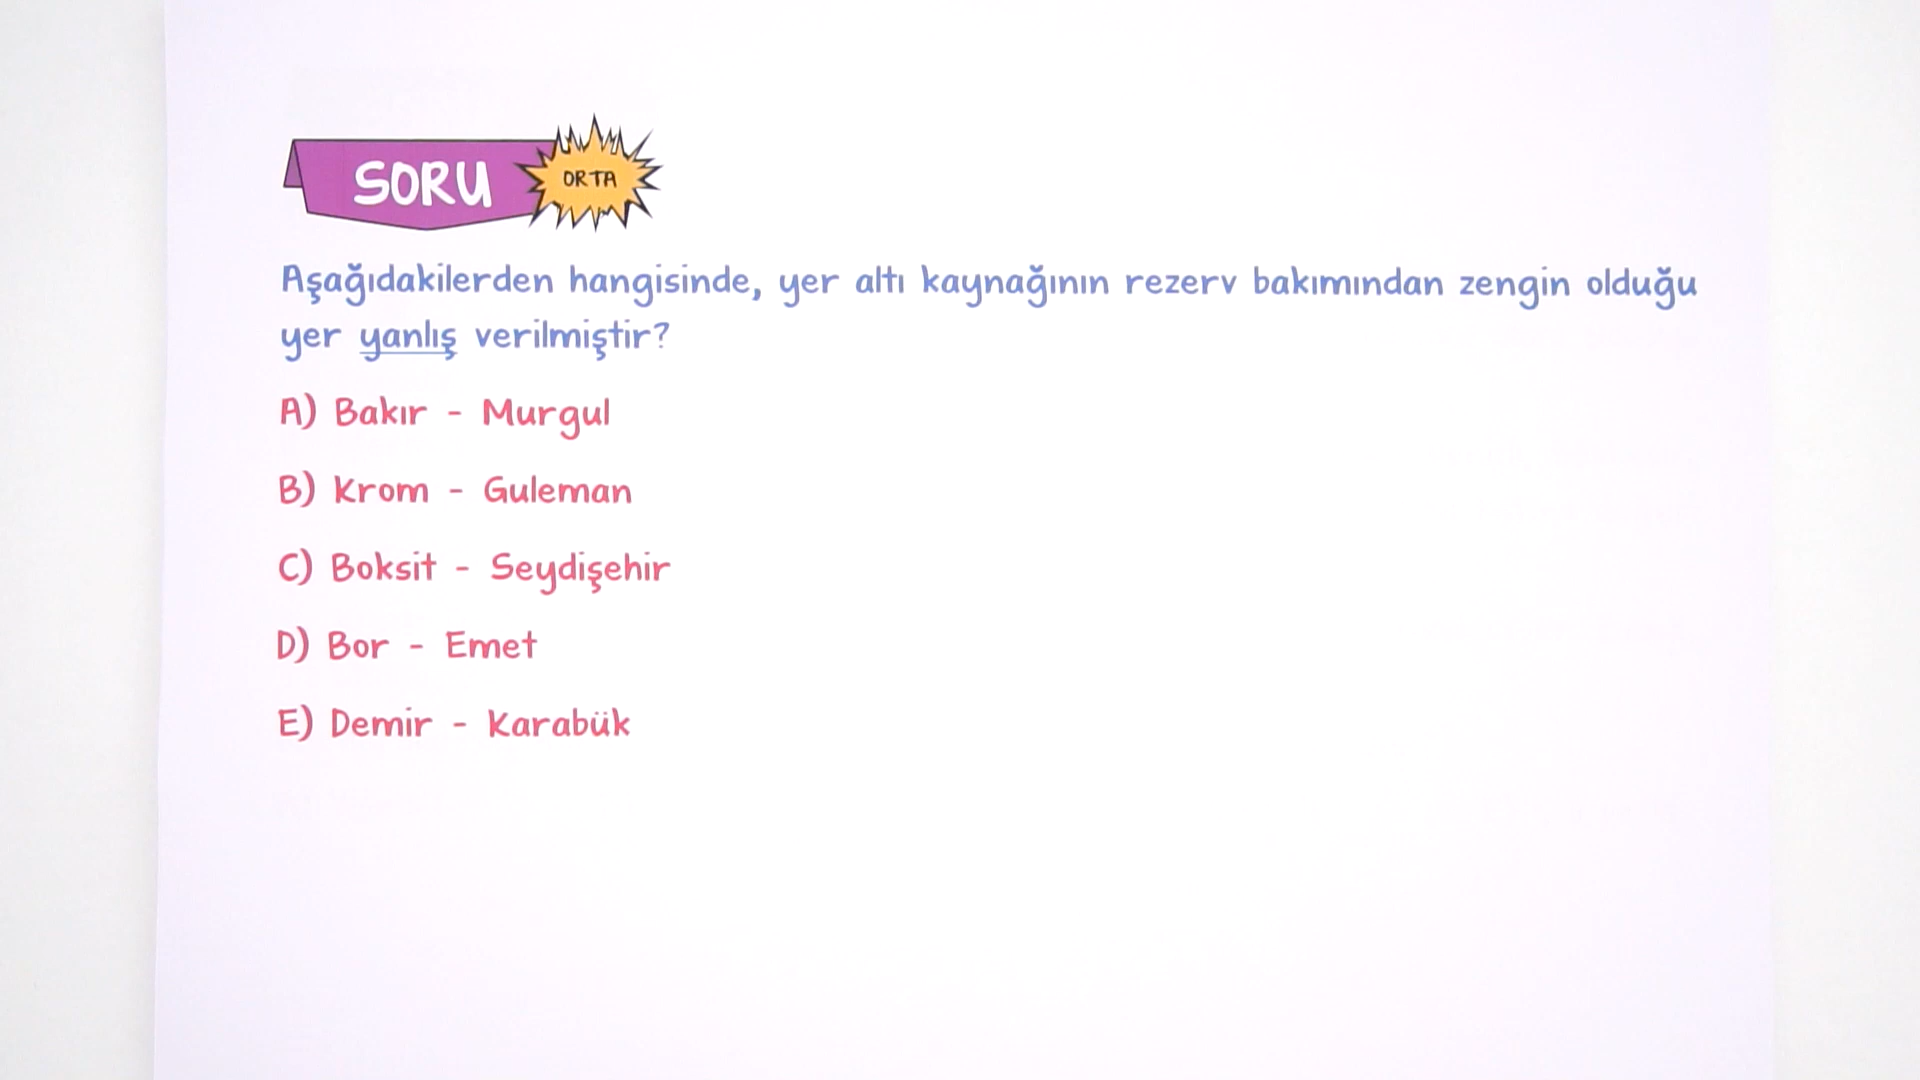 SORU
ORTA
Aşağıdakilerden hangisinde, yer altı kaynağının rezerv bakımından zengin olduğu
yer yanlış verilmiştir?
A) Bakır - Murgul
B) Krom - Guleman
C) Boksit - Seydişehir
D) Bor - Emet
E) Demir - Karabük